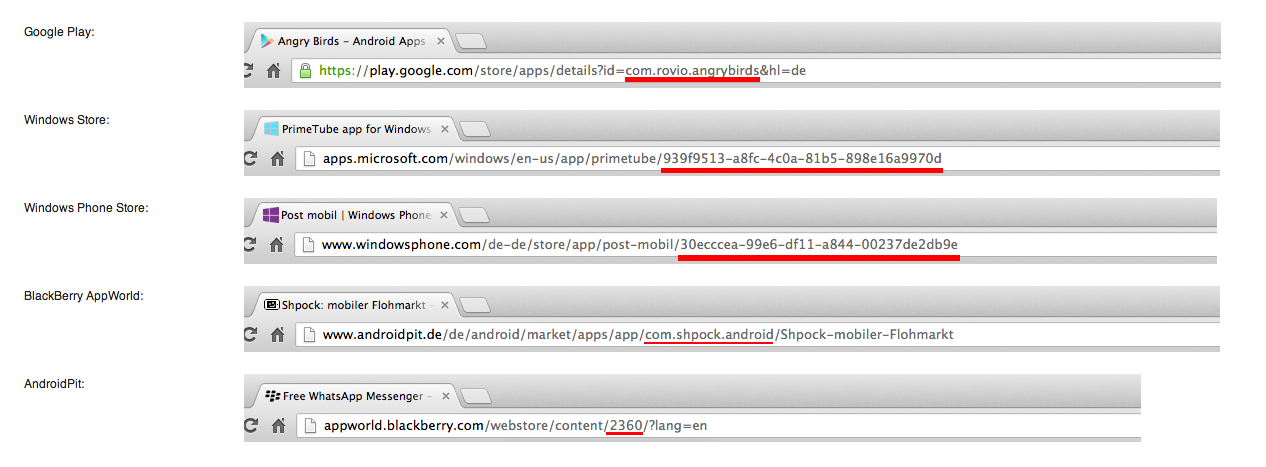 Google Play:
Angry Birds – Android Apps
https://play.google.com/store/apps/details?id=com.rovio.angrybirds&hl=de
Windows Store:
PrimeTube app for Windows
apps.microsoft.com/windows/en-us/app/primetube/939f9513-a8fc-4c0a-81b5-898e16a9970d
Windows Phone Store:
Post mobil | Windows Phone
www.windowsphone.com/de-de/store/app/post-mobil/30ecccea-99e6-df11-a844-00237de2db9e
BlackBerry AppWorld:
Shpock: mobiler Flohmarkt –
www.androidpit.de/de/android/market/apps/app/com.shpock.android/Shpock-mobiler-Flohmarkt
AndroidPit:
Free WhatsApp Messenger –
appworld.blackberry.com/webstore/content/2360/?lang=en